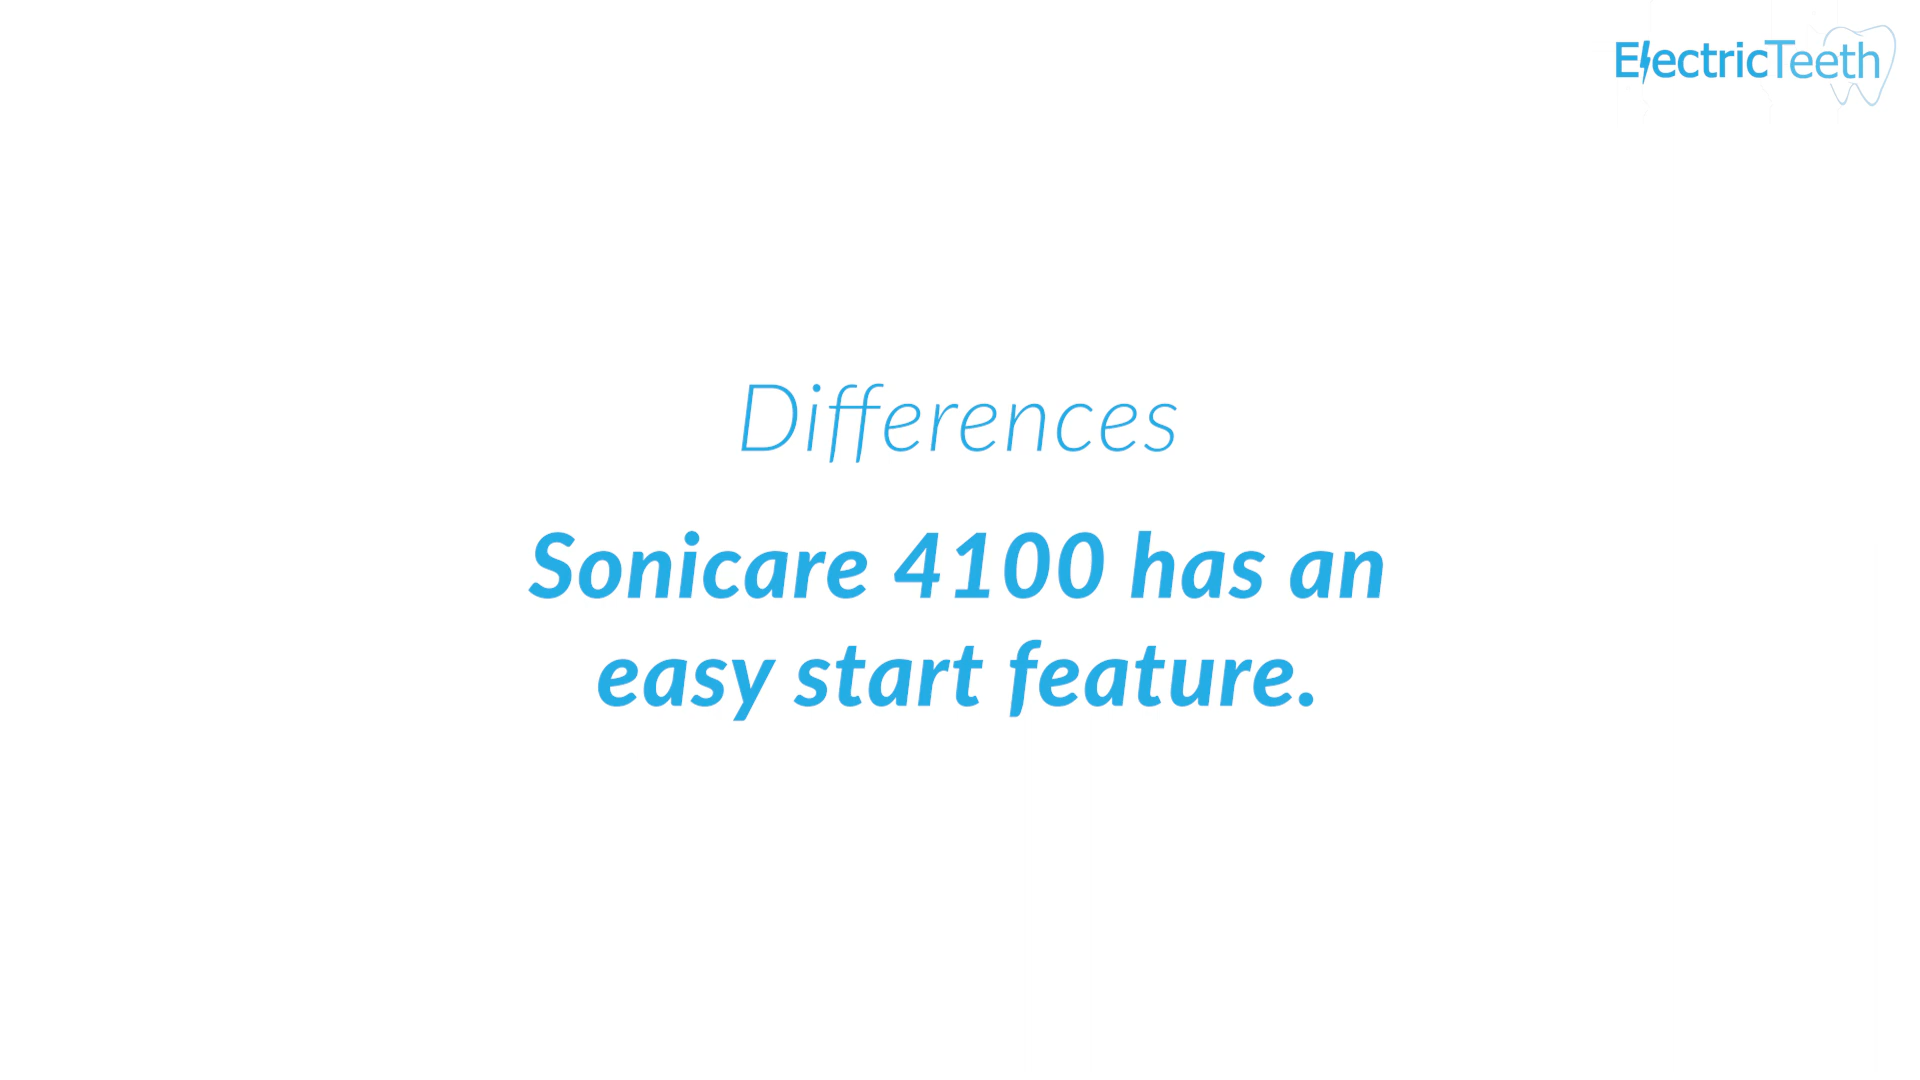 ElectricTeeth
Differences
Sonicare 4100 has an
easy start feature.